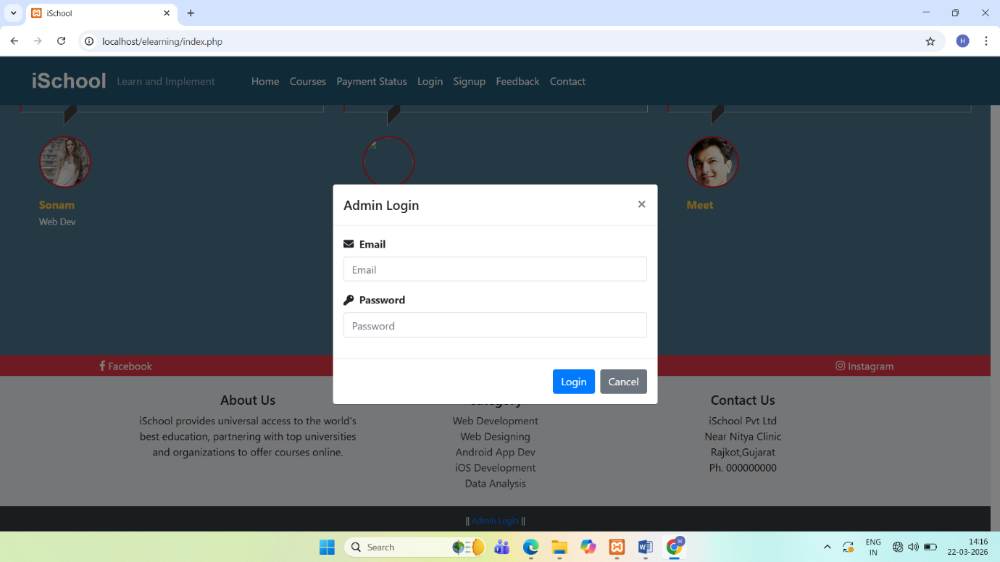 iSchool
localhost/elearning/index.php
iSchool Learn and Implement Home Courses Payment Status Login Signup Feedback Contact
Sonam
Web Dev
Meet
Admin Login ×
Email
Email
Password
Password
Login Cancel
Facebook
Instagram
About Us
iSchool provides universal access to the world's
best education, partnering with top universities
and organizations to offer courses online.
Category
Web Development
Web Designing
Android App Dev
iOS Development
Data Analysis
Contact Us
iSchool Pvt Ltd
Near Nitya Clinic
Rajkot,Gujarat
Ph. 000000000
|| Admin Login ||
Search
ENG
IN
14:16
22-03-2026
H
H